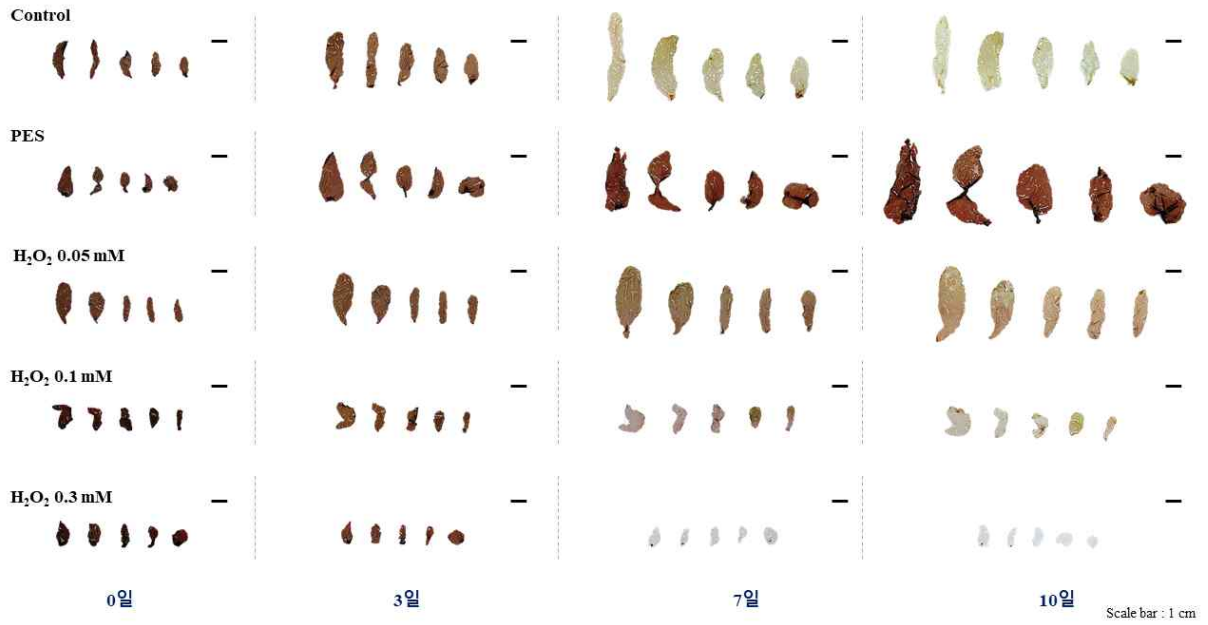 Control
PES
H₂O₂ 0.05 mM
H₂O₂ 0.1 mM
H₂O₂ 0.3 mM
0일 3일 7일 10일
Scale bar : 1 cm